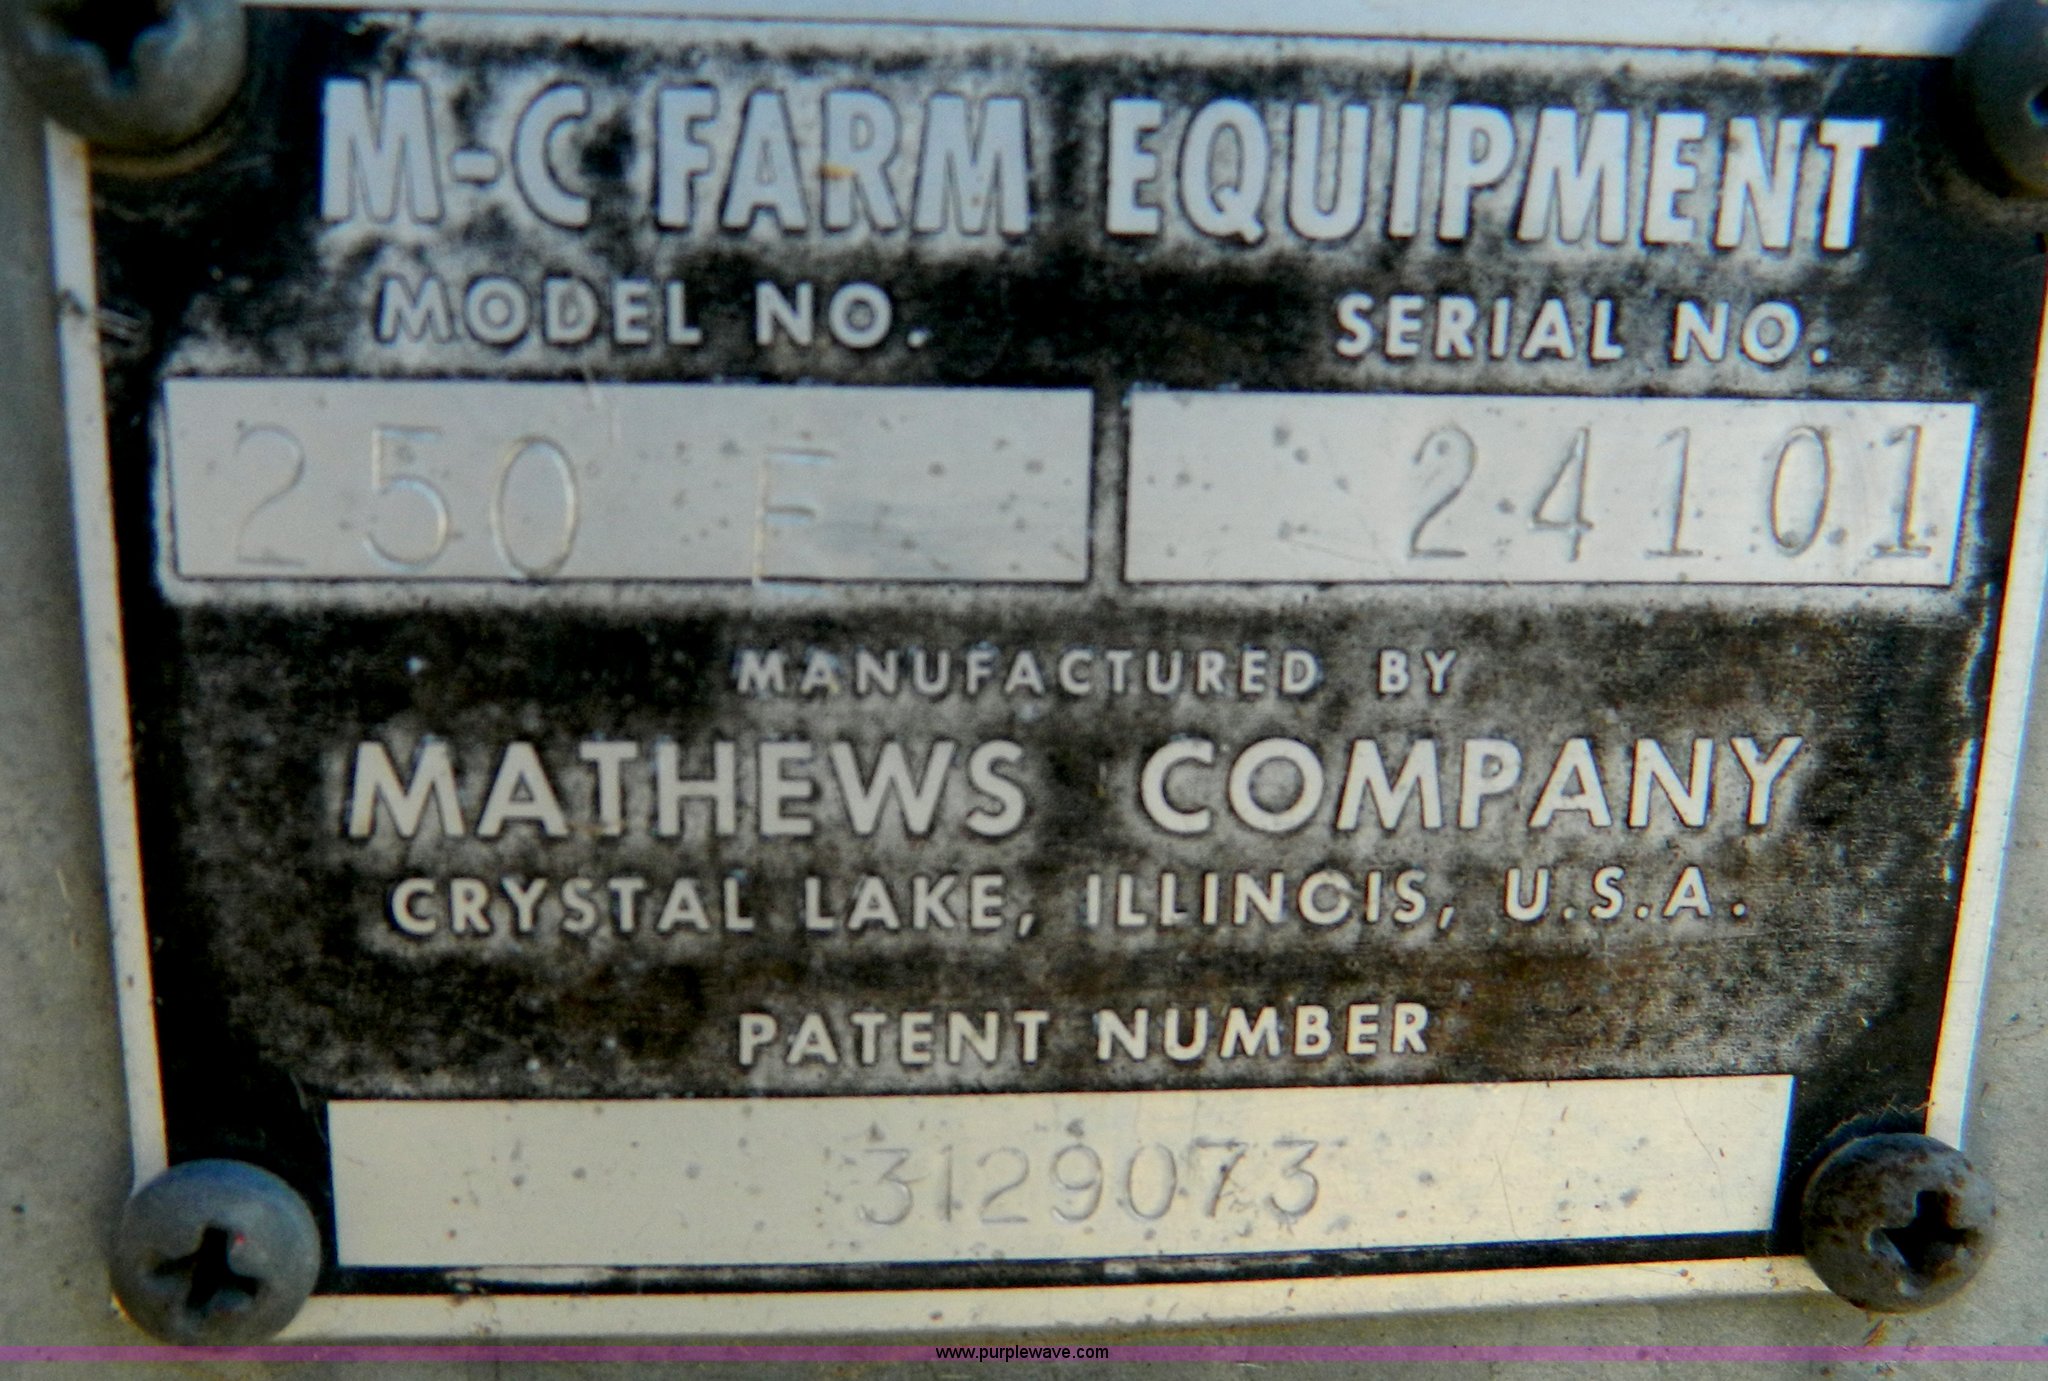 M-C FARM EQUIPMENT
MODEL NO. SERIAL NO.
250 E 24101
MANUFACTURED BY
MATHEWS COMPANY
CRYSTAL LAKE, ILLINOIS, U.S.A.
PATENT NUMBER
3129073
www.purplewave.com